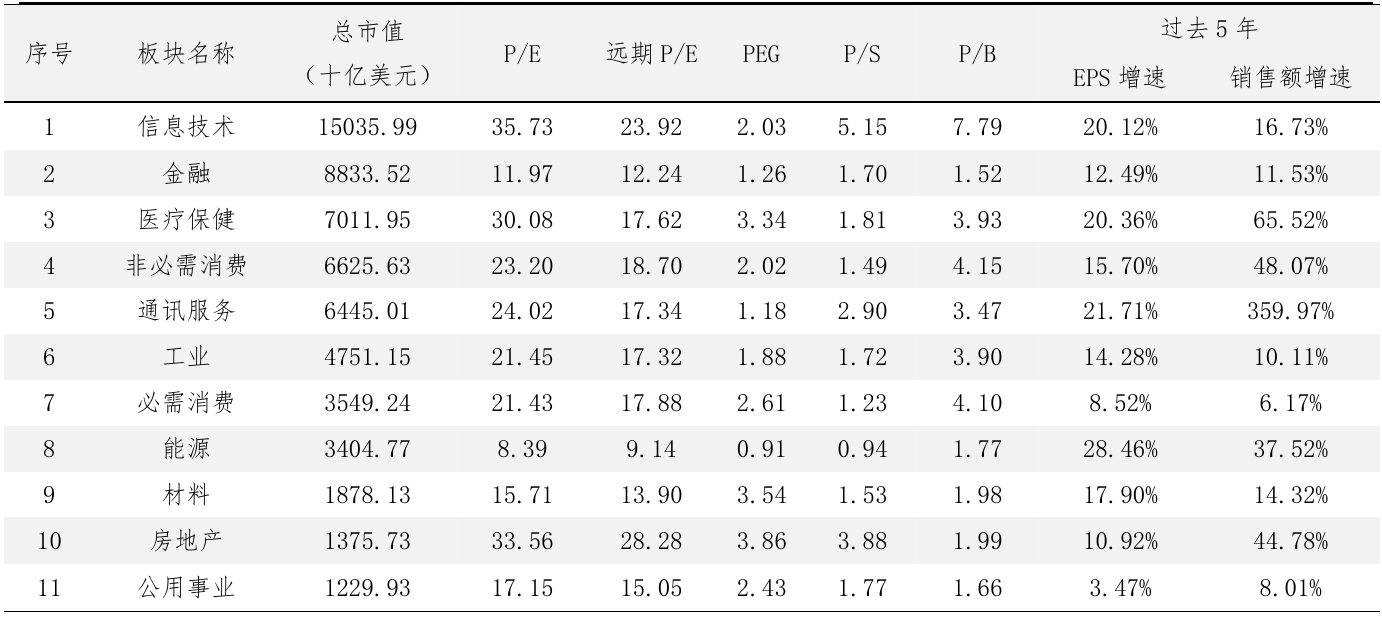 序号 板块名称 总市值（十亿美元） P/E 远期P/E PEG P/S P/B 过去5年
EPS增速 销售额增速
1 信息技术 15035.99 35.73 23.92 2.03 5.15 7.79 20.12% 16.73%
2 金融 8833.52 11.97 12.24 1.26 1.70 1.52 12.49% 11.53%
3 医疗保健 7011.95 30.08 17.62 3.34 1.81 3.93 20.36% 65.52%
4 非必需消费 6625.63 23.20 18.70 2.02 1.49 4.15 15.70% 48.07%
5 通讯服务 6445.01 24.02 17.34 1.18 2.90 3.47 21.71% 359.97%
6 工业 4751.15 21.45 17.32 1.88 1.72 3.90 14.28% 10.11%
7 必需消费 3549.24 21.43 17.88 2.61 1.23 4.10 8.52% 6.17%
8 能源 3404.77 8.39 9.14 0.91 0.94 1.77 28.46% 37.52%
9 材料 1878.13 15.71 13.90 3.54 1.53 1.98 17.90% 14.32%
10 房地产 1375.73 33.56 28.28 3.86 3.88 1.99 10.92% 44.78%
11 公用事业 1229.93 17.15 15.05 2.43 1.77 1.66 3.47% 8.01%